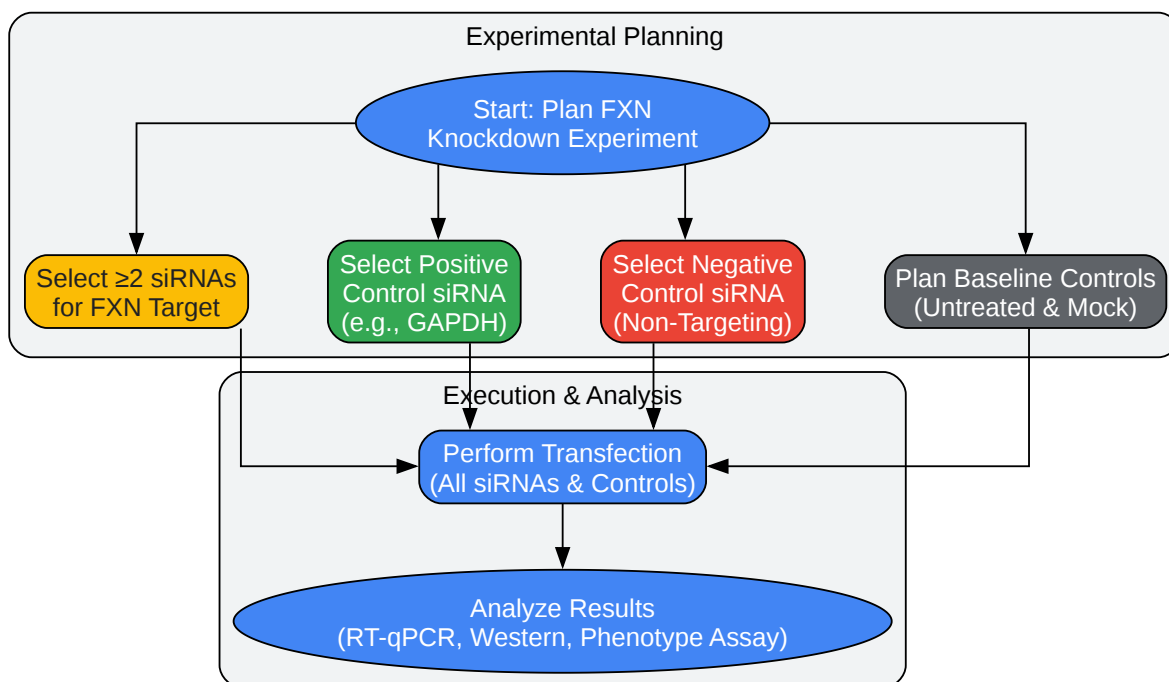 Experimental Planning
Start: Plan FXN
Knockdown Experiment
Select ≥2 siRNAs
for FXN Target
Select Positive
Control siRNA
(e.g., GAPDH)
Select Negative
Control siRNA
(Non-Targeting)
Plan Baseline Controls
(Untreated & Mock)
Execution & Analysis
Perform Transfection
(All siRNAs & Controls)
Analyze Results
(RT-qPCR, Western, Phenotype Assay)